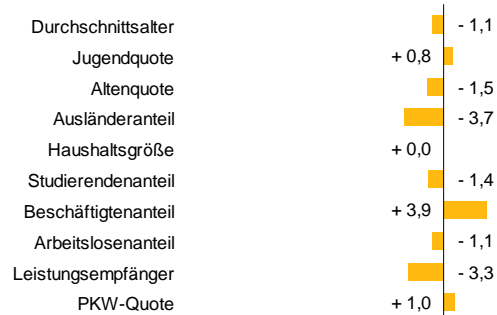 Durchschnittsalter - 1,1
Jugendquote + 0,8
Altenquote - 1,5
Ausländeranteil - 3,7
Haushaltsgröße + 0,0
Studierendenanteil - 1,4
Beschäftigtenanteil + 3,9
Arbeitslosenanteil - 1,1
Leistungsempfänger - 3,3
PKW-Quote + 1,0